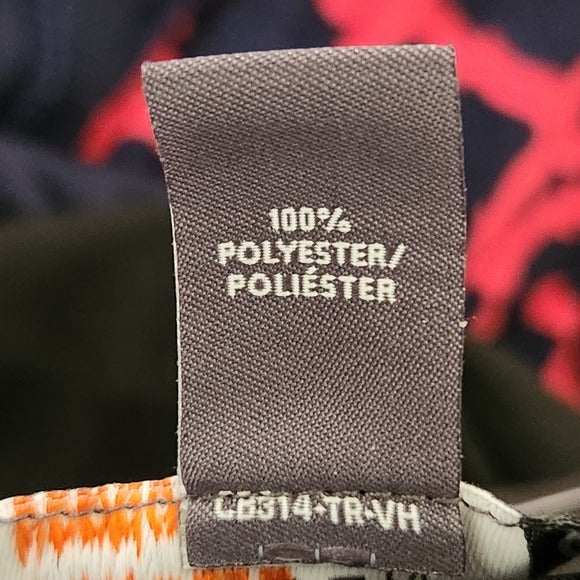 100%
POLYESTER/
POLIÉSTER
CB314-TR-VH